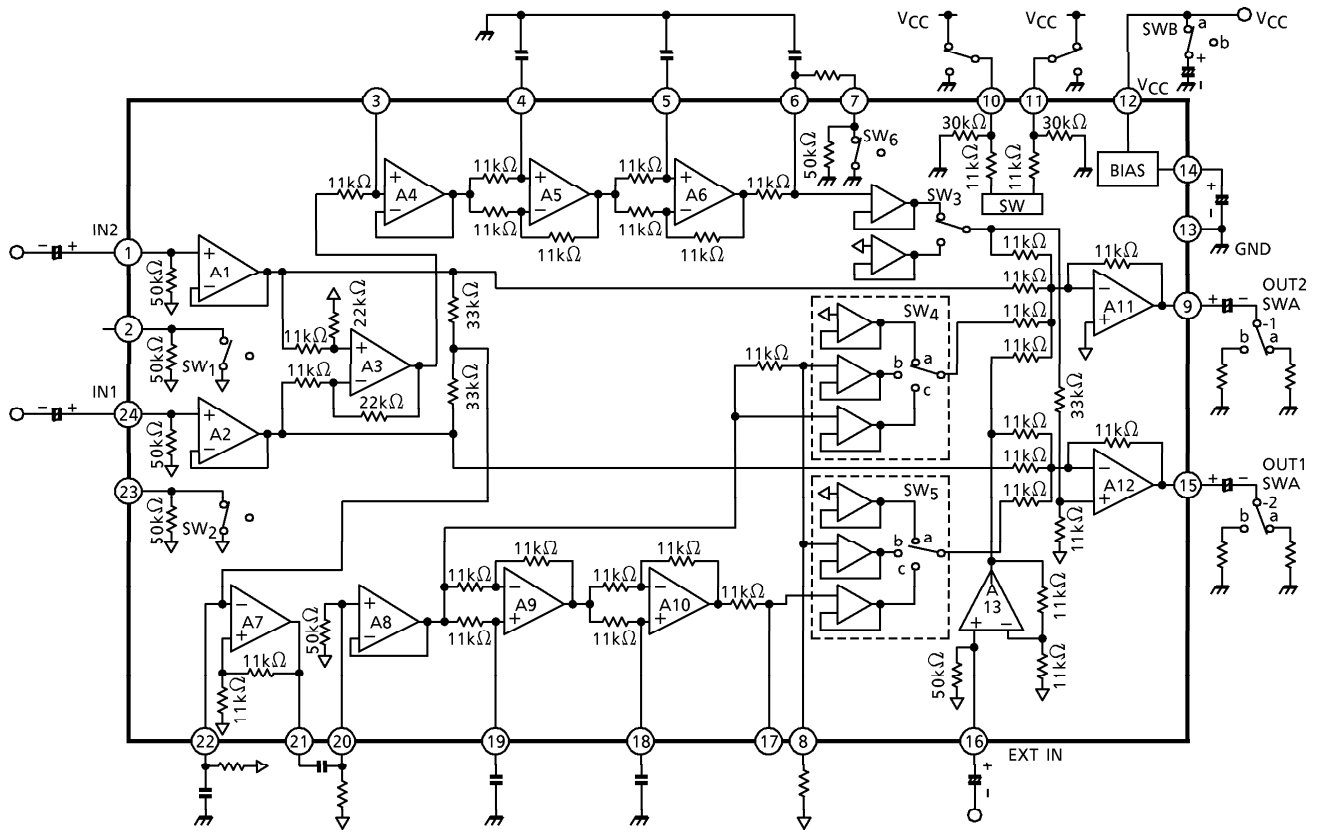 VCC
VCC
SWB a
b
VCC
+
-
VCC
3
4
5
6
7
10
11
12
30kΩ
30kΩ
50kΩ
SW6
11kΩ
11kΩ
BIAS
14
+
-
SW
11kΩ
+
A4
-
11kΩ
11kΩ
+
A5
-
11kΩ
11kΩ
11kΩ
+
A6
-
11kΩ
11kΩ
SW3
13
GND
IN2
- +
1
50kΩ
+
A1
-
11kΩ
11kΩ
11kΩ
11kΩ
11kΩ
-
A11
+
9
+ -
OUT2
SWA
-1
b a
2
50kΩ
SW1
22kΩ
11kΩ
11kΩ
+
A3
-
22kΩ
33kΩ
33kΩ
SW4
a
b
c
11kΩ
33kΩ
IN1
- +
24
50kΩ
+
A2
-
11kΩ
11kΩ
11kΩ
11kΩ
-
A12
+
15
+ -
OUT1
SWA
-2
b a
23
50kΩ
SW2
SW5
a
b
c
11kΩ
-
A7
+
11kΩ
11kΩ
50kΩ
+
A8
-
11kΩ
11kΩ
11kΩ
-
A9
+
11kΩ
11kΩ
11kΩ
-
A10
+
11kΩ
A
13
+ -
11kΩ
11kΩ
50kΩ
22
21
20
19
18
17
8
16
EXT IN
+
-